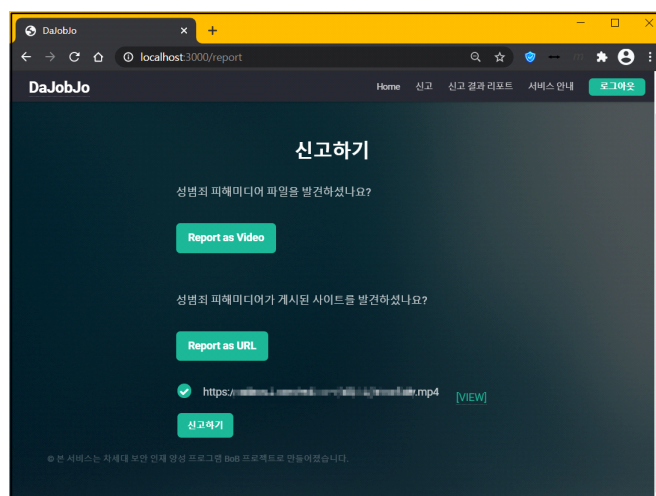 DaJobJo
localhost:3000/report
DaJobJo Home 신고 신고 결과 리포트 서비스 안내 로그아웃
신고하기
성범죄 피해미디어 파일을 발견하셨나요?
Report as Video
성범죄 피해미디어가 게시된 사이트를 발견하셨나요?
Report as URL
https:/ .mp4 [VIEW]
신고하기
© 본 서비스는 차세대 보안 인재 양성 프로그램 BoB 프로젝트로 만들어졌습니다.